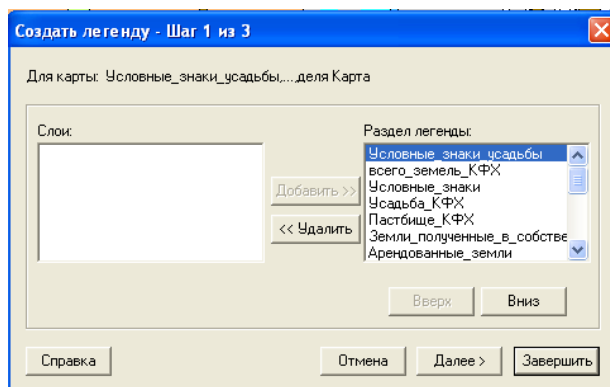 Создать легенду - Шаг 1 из 3
Для карты: Условные_знаки_усадьбы,...,деля Карта
Слои:
Раздел легенды:
Условные_знаки_усадьбы
всего_земель_КФХ
Условные_знаки
Усадьба_КФХ
Пастбище_КФХ
Земли_полученные_в_собстве
Арендованные_земли
Добавить >>
<< Удалить
Вверх
Вниз
Справка
Отмена
Далее >
Завершить